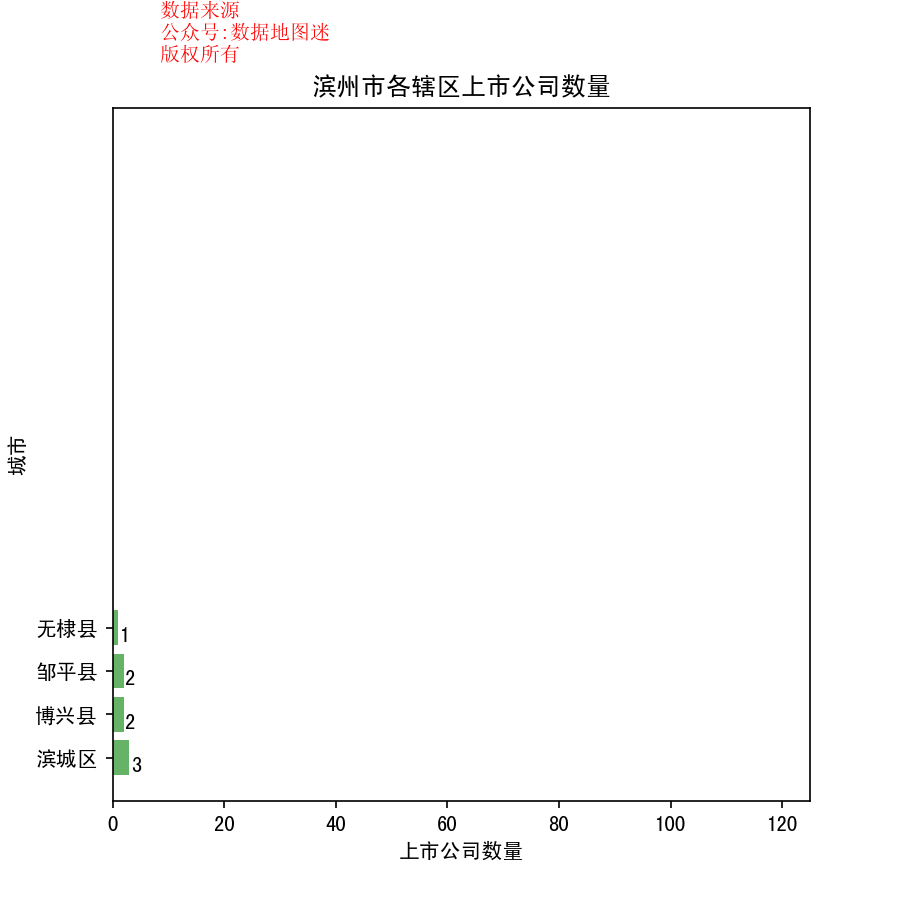 数据来源
公众号:数据地图迷
版权所有
滨州市各辖区上市公司数量
城市
无棣县
1
邹平县
2
博兴县
2
滨城区
3
0 20 40 60 80 100 120
上市公司数量